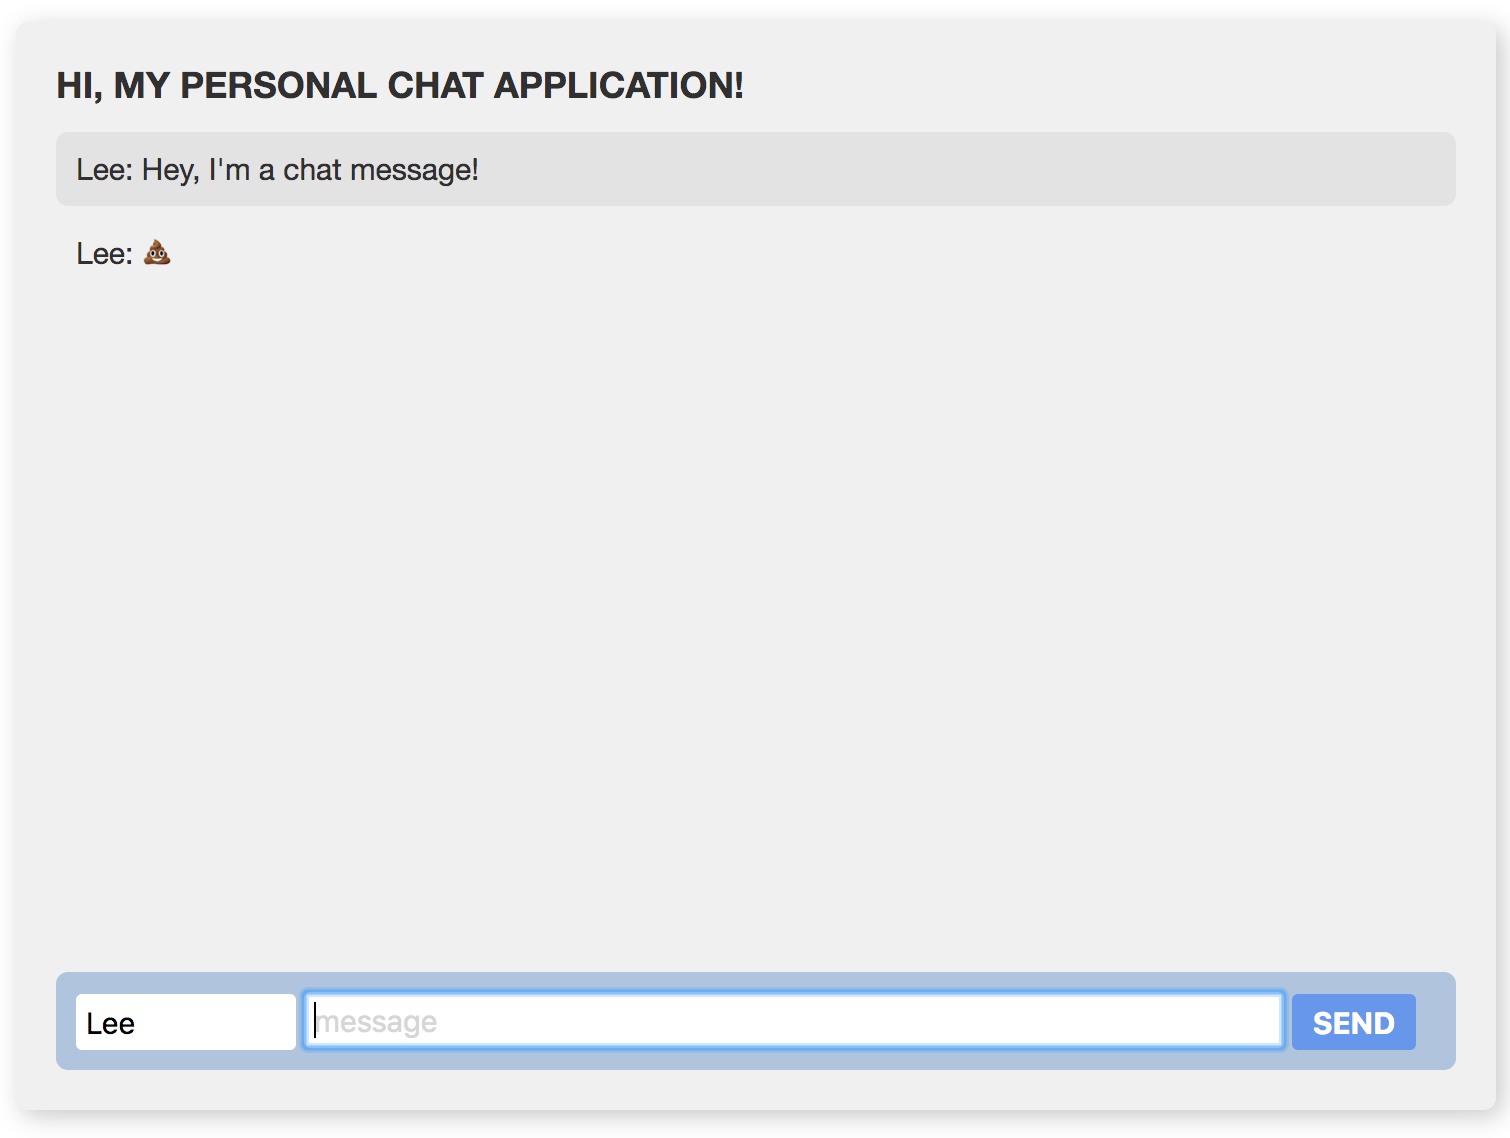 HI, MY PERSONAL CHAT APPLICATION!
Lee: Hey, I'm a chat message!
Lee: 💩
Lee
message
SEND